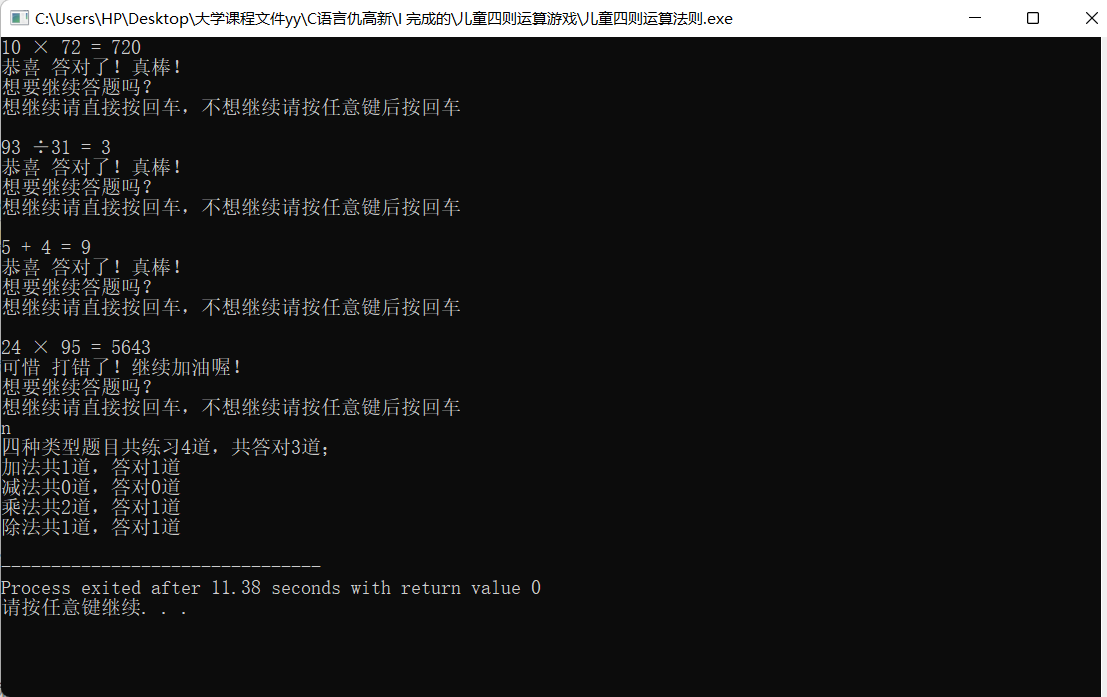 C:\Users\HP\Desktop\大学课程文件yy\C语言仇高新\I 完成的\儿童四则运算游戏\儿童四则运算法则.exe
10 × 72 = 720
恭喜 答对了！真棒！
想要继续答题吗？
想继续请直接按回车，不想继续请按任意键后按回车
93 ÷31 = 3
恭喜 答对了！真棒！
想要继续答题吗？
想继续请直接按回车，不想继续请按任意键后按回车
5 + 4 = 9
恭喜 答对了！真棒！
想要继续答题吗？
想继续请直接按回车，不想继续请按任意键后按回车
24 × 95 = 5643
可惜 打错了！继续加油喔！
想要继续答题吗？
想继续请直接按回车，不想继续请按任意键后按回车
n
四种类型题目共练习4道，共答对3道；
加法共1道，答对1道
减法共0道，答对0道
乘法共2道，答对1道
除法共1道，答对1道
--------------------------------
Process exited after 11.38 seconds with return value 0
请按任意键继续. . .